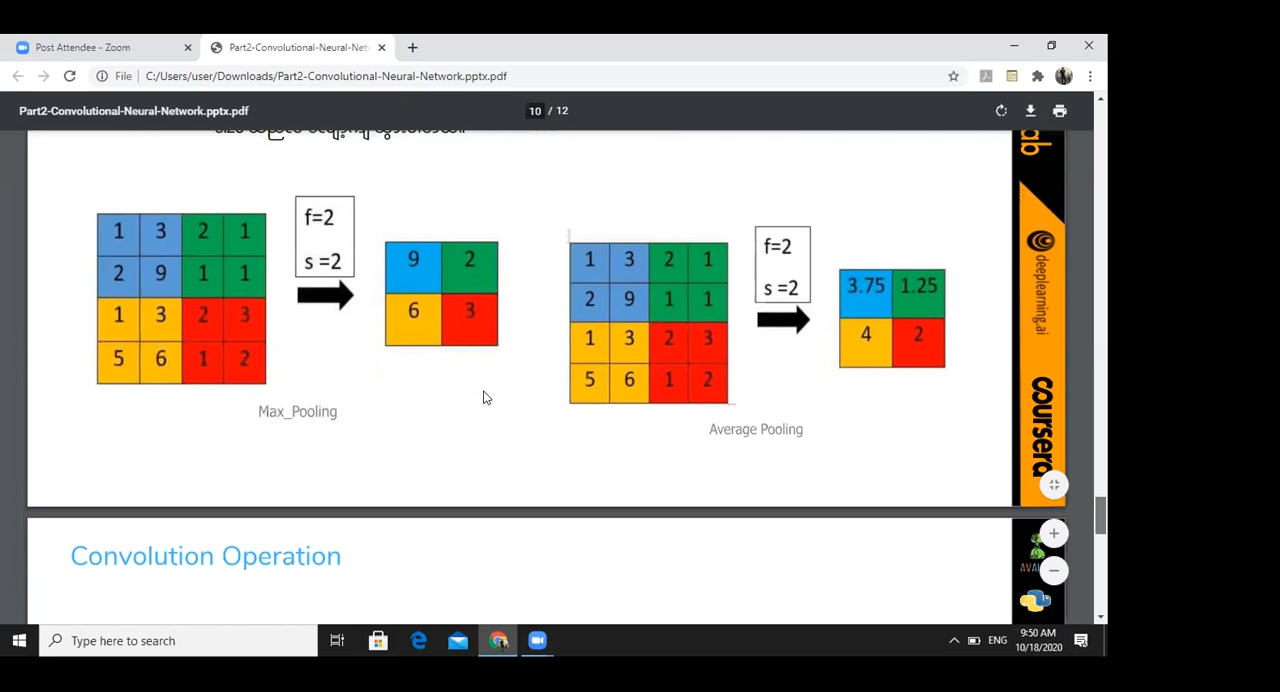 Post Attendee - Zoom
Part2-Convolutional-Neural-Net
File
C:/Users/user/Downloads/Part2-Convolutional-Neural-Network.pptx.pdf
Part2-Convolutional-Neural-Network.pptx.pdf
10 / 12
1 3 2 1
2 9 1 1
1 3 2 3
5 6 1 2
f=2
s =2
9 2
6 3
Max_Pooling
1 3 2 1
2 9 1 1
1 3 2 3
5 6 1 2
f=2
s =2
3.75 1.25
4 2
Average Pooling
deeplearning.ai
Convolution Operation
Type here to search
ENG
9:50 AM
10/18/2020